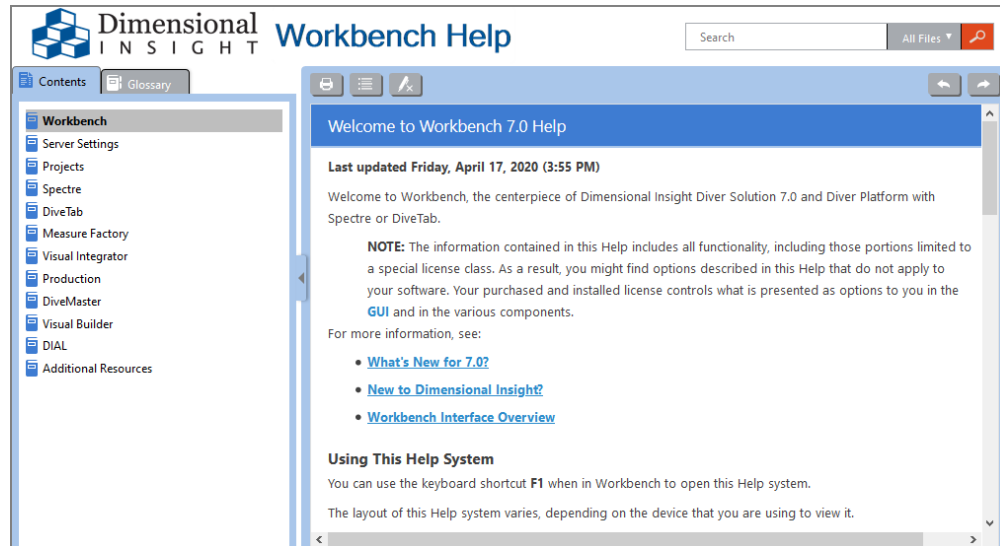 Dimensional
INSIGHT
Workbench Help
Search
All Files
Contents
Glossary
Workbench
Server Settings
Projects
Spectre
DiveTab
Measure Factory
Visual Integrator
Production
DiveMaster
Visual Builder
DIAL
Additional Resources
Welcome to Workbench 7.0 Help
Last updated Friday, April 17, 2020 (3:55 PM)
Welcome to Workbench, the centerpiece of Dimensional Insight Diver Solution 7.0 and Diver Platform with
Spectre or DiveTab.
NOTE: The information contained in this Help includes all functionality, including those portions limited to
a special license class. As a result, you might find options described in this Help that do not apply to
your software. Your purchased and installed license controls what is presented as options to you in the
GUI and in the various components.
For more information, see:
• What's New for 7.0?
• New to Dimensional Insight?
• Workbench Interface Overview
Using This Help System
You can use the keyboard shortcut F1 when in Workbench to open this Help system.
The layout of this Help system varies, depending on the device that you are using to view it.